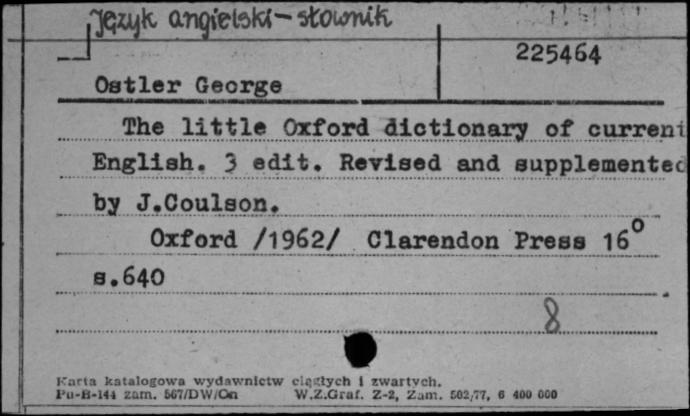 Język angielski - słownik
225464
Ostler George
The little Oxford dictionary of current
English. 3 edit. Revised and supplemented
by J.Coulson.
Oxford /1962/ Clarendon Press 16°
s.640
8
Karta katalogowa wydawnictw ciągłych i zwartych.
Pu-B-144 zam. 567/DW/Gn W.Z.Graf. Z-2, Zam. 502/77, 6 400 000